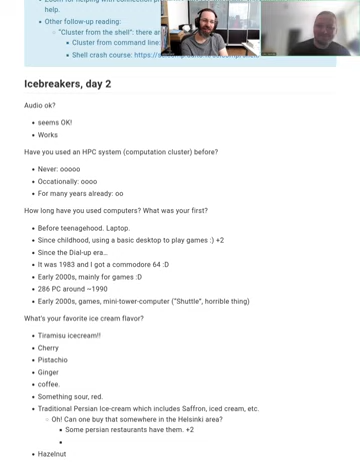 Zoom for helping with connection pr
help.
Other follow-up reading:
"Cluster from the shell": there ar
Cluster from command line:
Shell crash course: https://
Icebreakers, day 2
Audio ok?
seems OK!
Works
Have you used an HPC system (computation cluster) before?
Never: ooooo
Occationally: oooo
For many years already: oo
How long have you used computers? What was your first?
Before teenagehood. Laptop.
Since childhood, using a basic desktop to play games :) +2
Since the Dial-up era...
It was 1983 and I got a commodore 64 :D
Early 2000s, mainly for games :D
286 PC around ~1990
Early 2000s, games, mini-tower-computer ("Shuttle", horrible thing)
What's your favorite ice cream flavor?
Tiramisu icecream!!
Cherry
Pistachio
Ginger
coffee.
Something sour, red.
Traditional Persian Ice-cream which includes Saffron, iced cream, etc.
Oh! Can one buy that somewhere in the Helsinki area?
Some persian restaurants have them. +2
Hazelnut